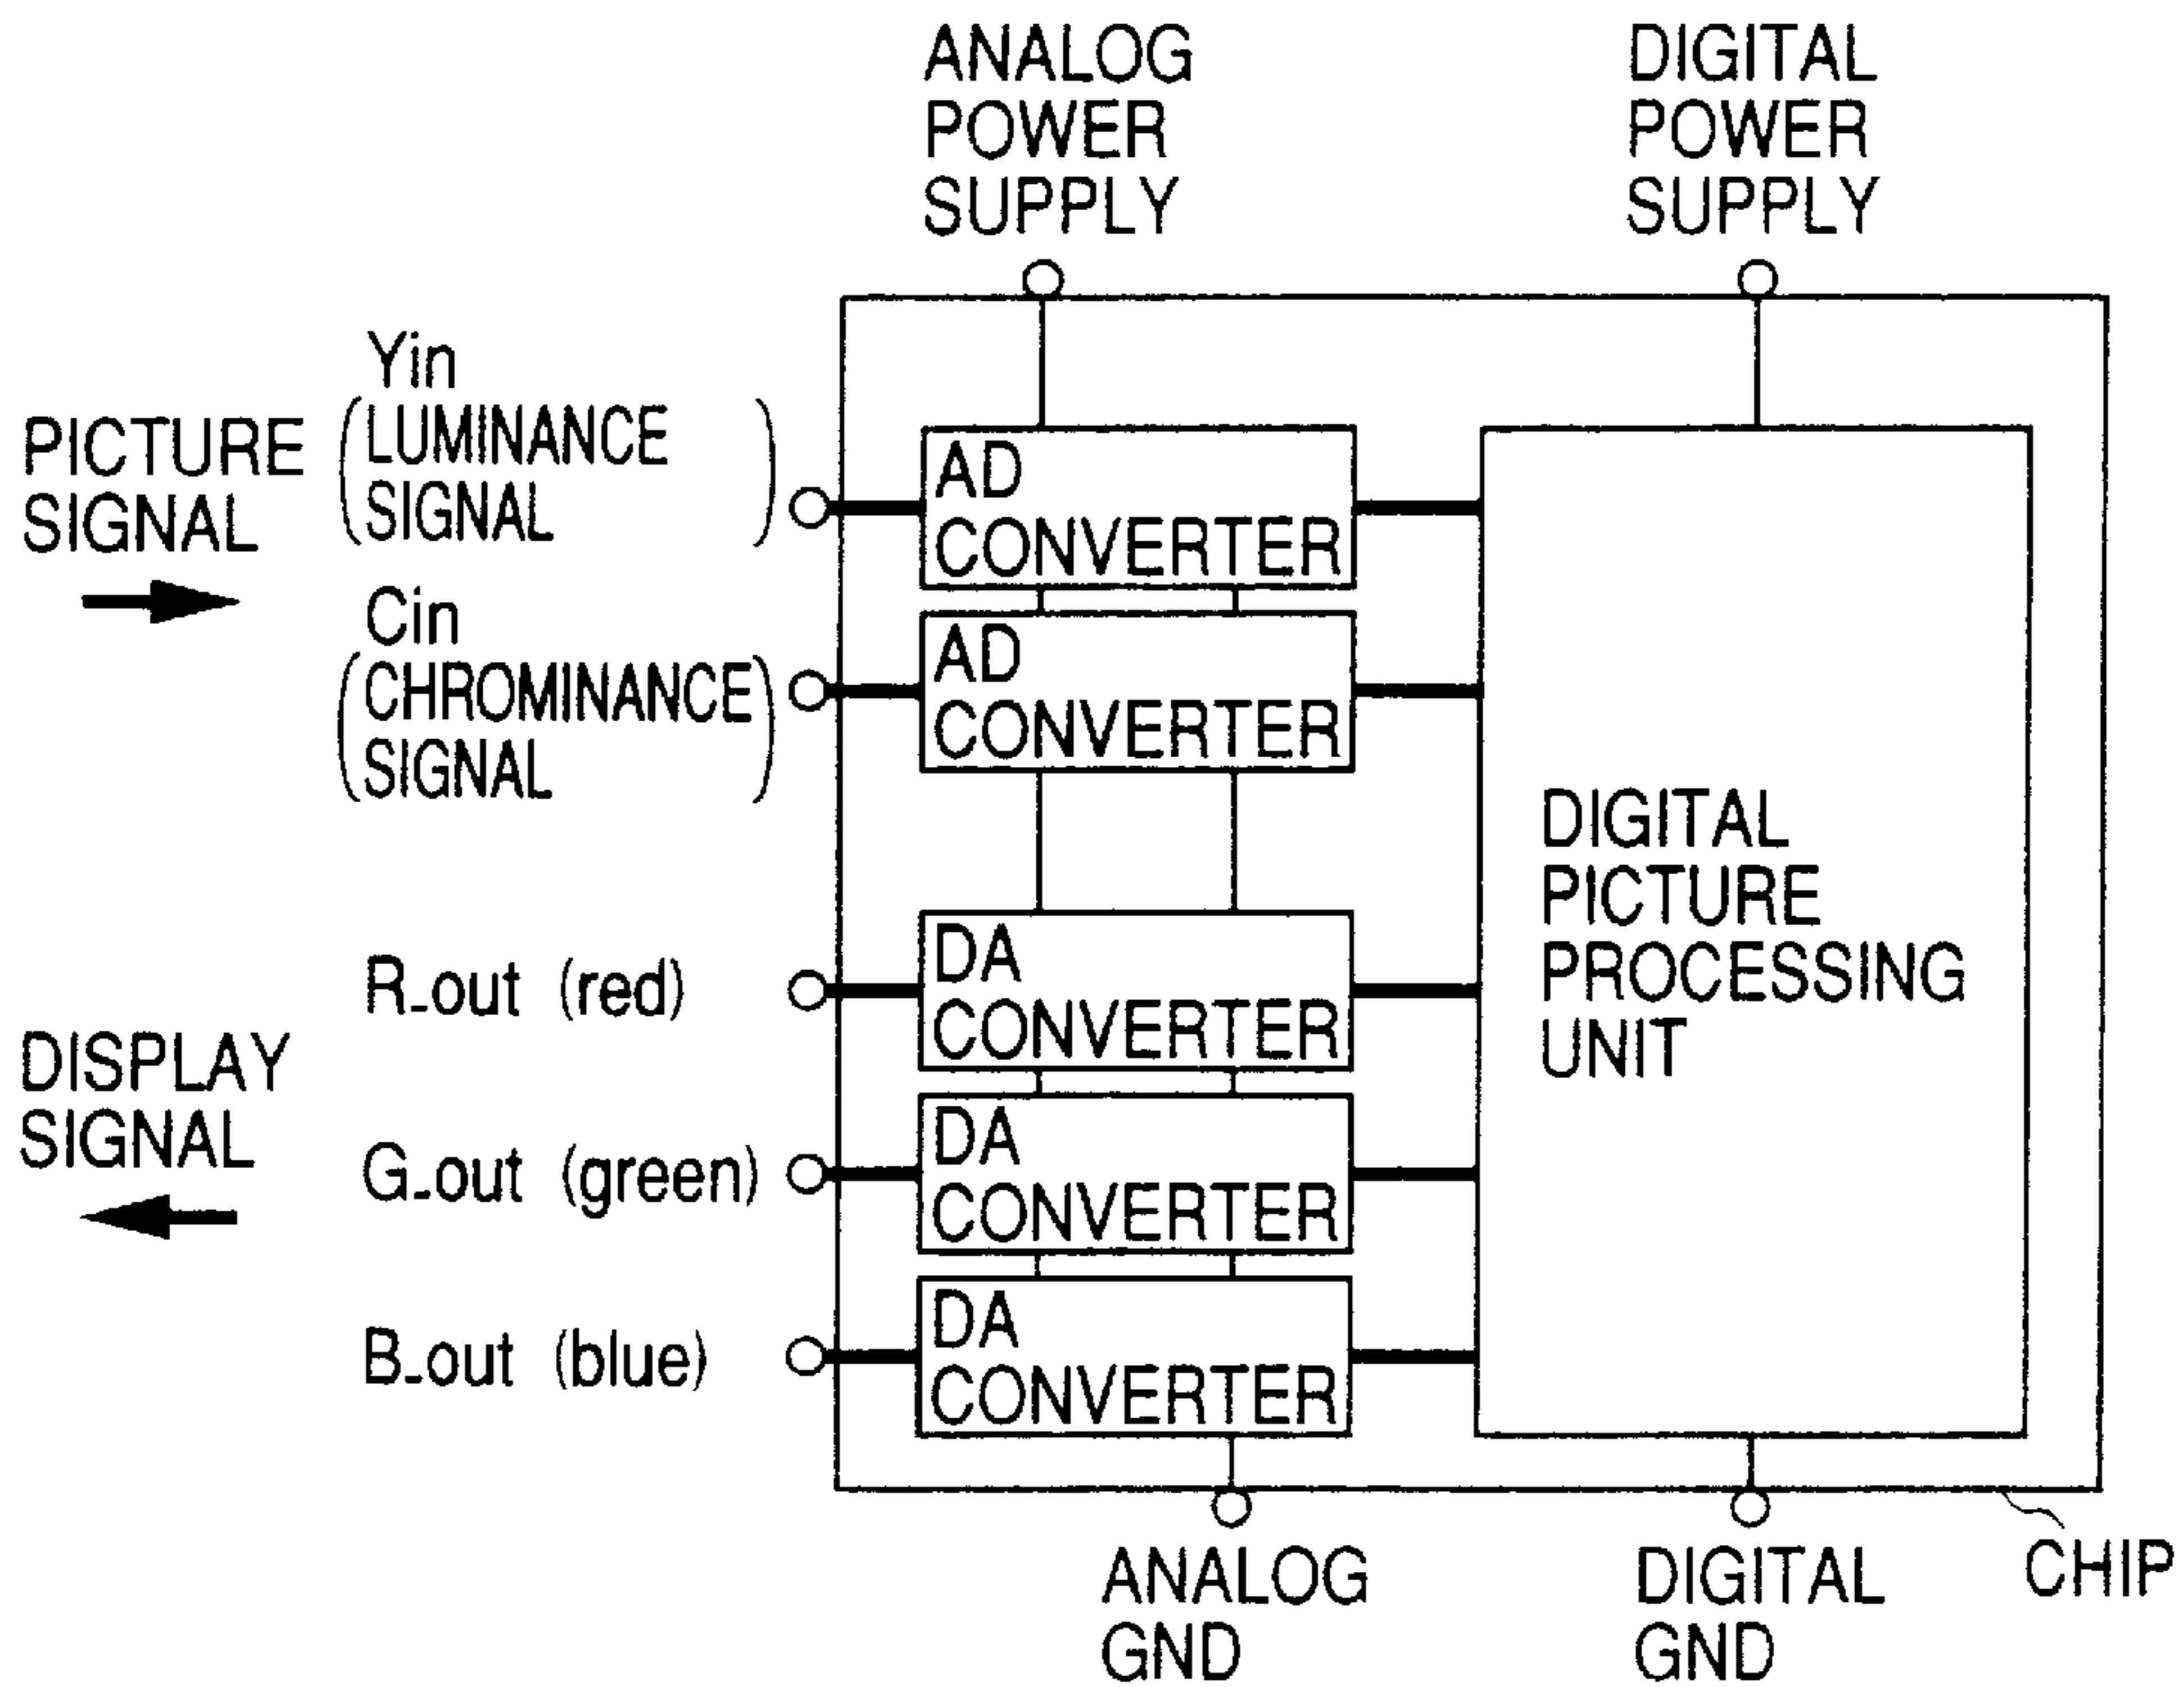 ANALOG
POWER
SUPPLY
DIGITAL
POWER
SUPPLY
PICTURE
SIGNAL
Yin
(LUMINANCE
SIGNAL)
Cin
(CHROMINANCE
SIGNAL)
AD
CONVERTER
AD
CONVERTER
DISPLAY
SIGNAL
R_out (red)
DA
CONVERTER
G_out (green)
DA
CONVERTER
B_out (blue)
DA
CONVERTER
DIGITAL
PICTURE
PROCESSING
UNIT
ANALOG
GND
DIGITAL
GND
CHIP